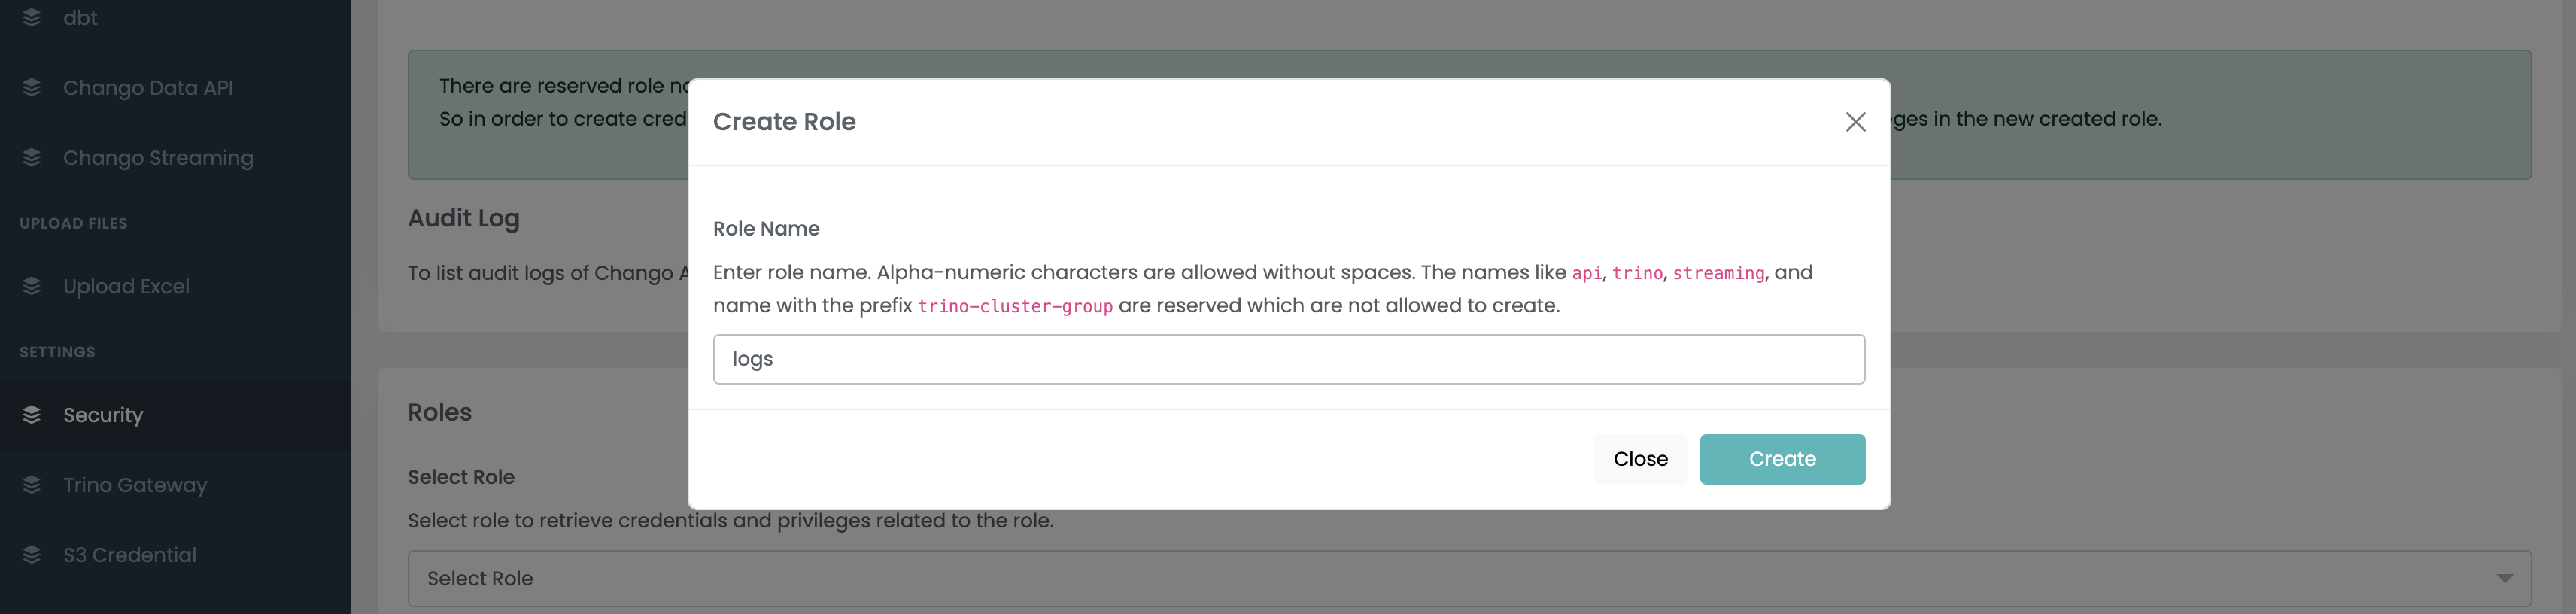 dbt
Chango Data API
Chango Streaming
UPLOAD FILES
Upload Excel
SETTINGS
Security
Trino Gateway
S3 Credential
There are reserved role
So in order to create cred
ges in the new created role.
Audit Log
To list audit logs of Chango
Roles
Select Role
Select role to retrieve credentials and privileges related to the role.
Select Role
Create Role
Role Name
Enter role name. Alpha-numeric characters are allowed without spaces. The names like api, trino, streaming, and
name with the prefix trino-cluster-group are reserved which are not allowed to create.
logs
Close
Create